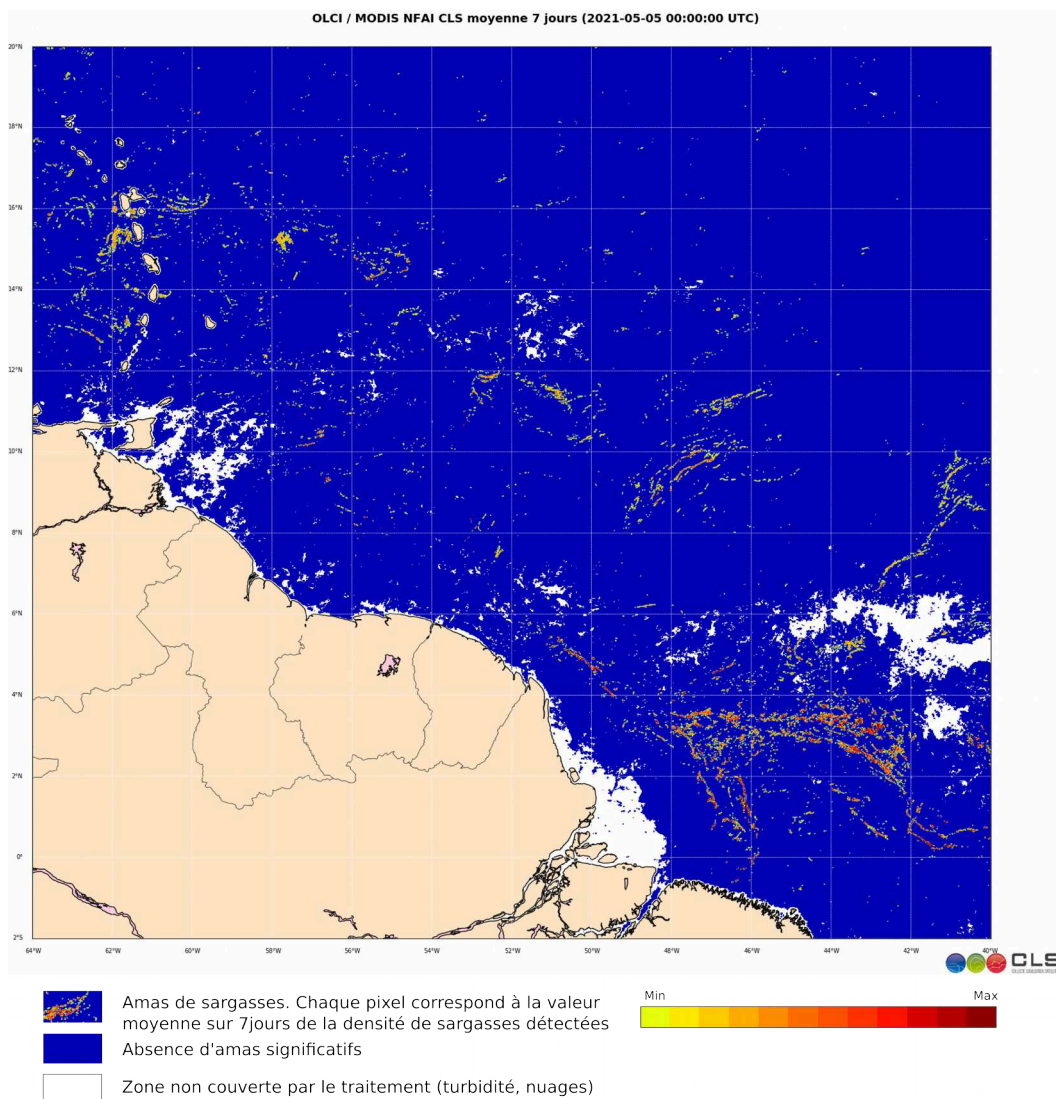 OLCI / MODIS NFAI CLS moyenne 7 jours (2021-05-05 00:00:00 UTC)
20°N
18°N
16°N
14°N
12°N
10°N
8°N
6°N
4°N
2°N
0°
2°S
64°W 62°W 60°W 58°W 56°W 54°W 52°W 50°W 48°W 46°W 44°W 42°W 40°W
CLS
Min Max
Amas de sargasses. Chaque pixel correspond à la valeur
moyenne sur 7jours de la densité de sargasses détectées
Absence d'amas significatifs
Zone non couverte par le traitement (turbidité, nuages)